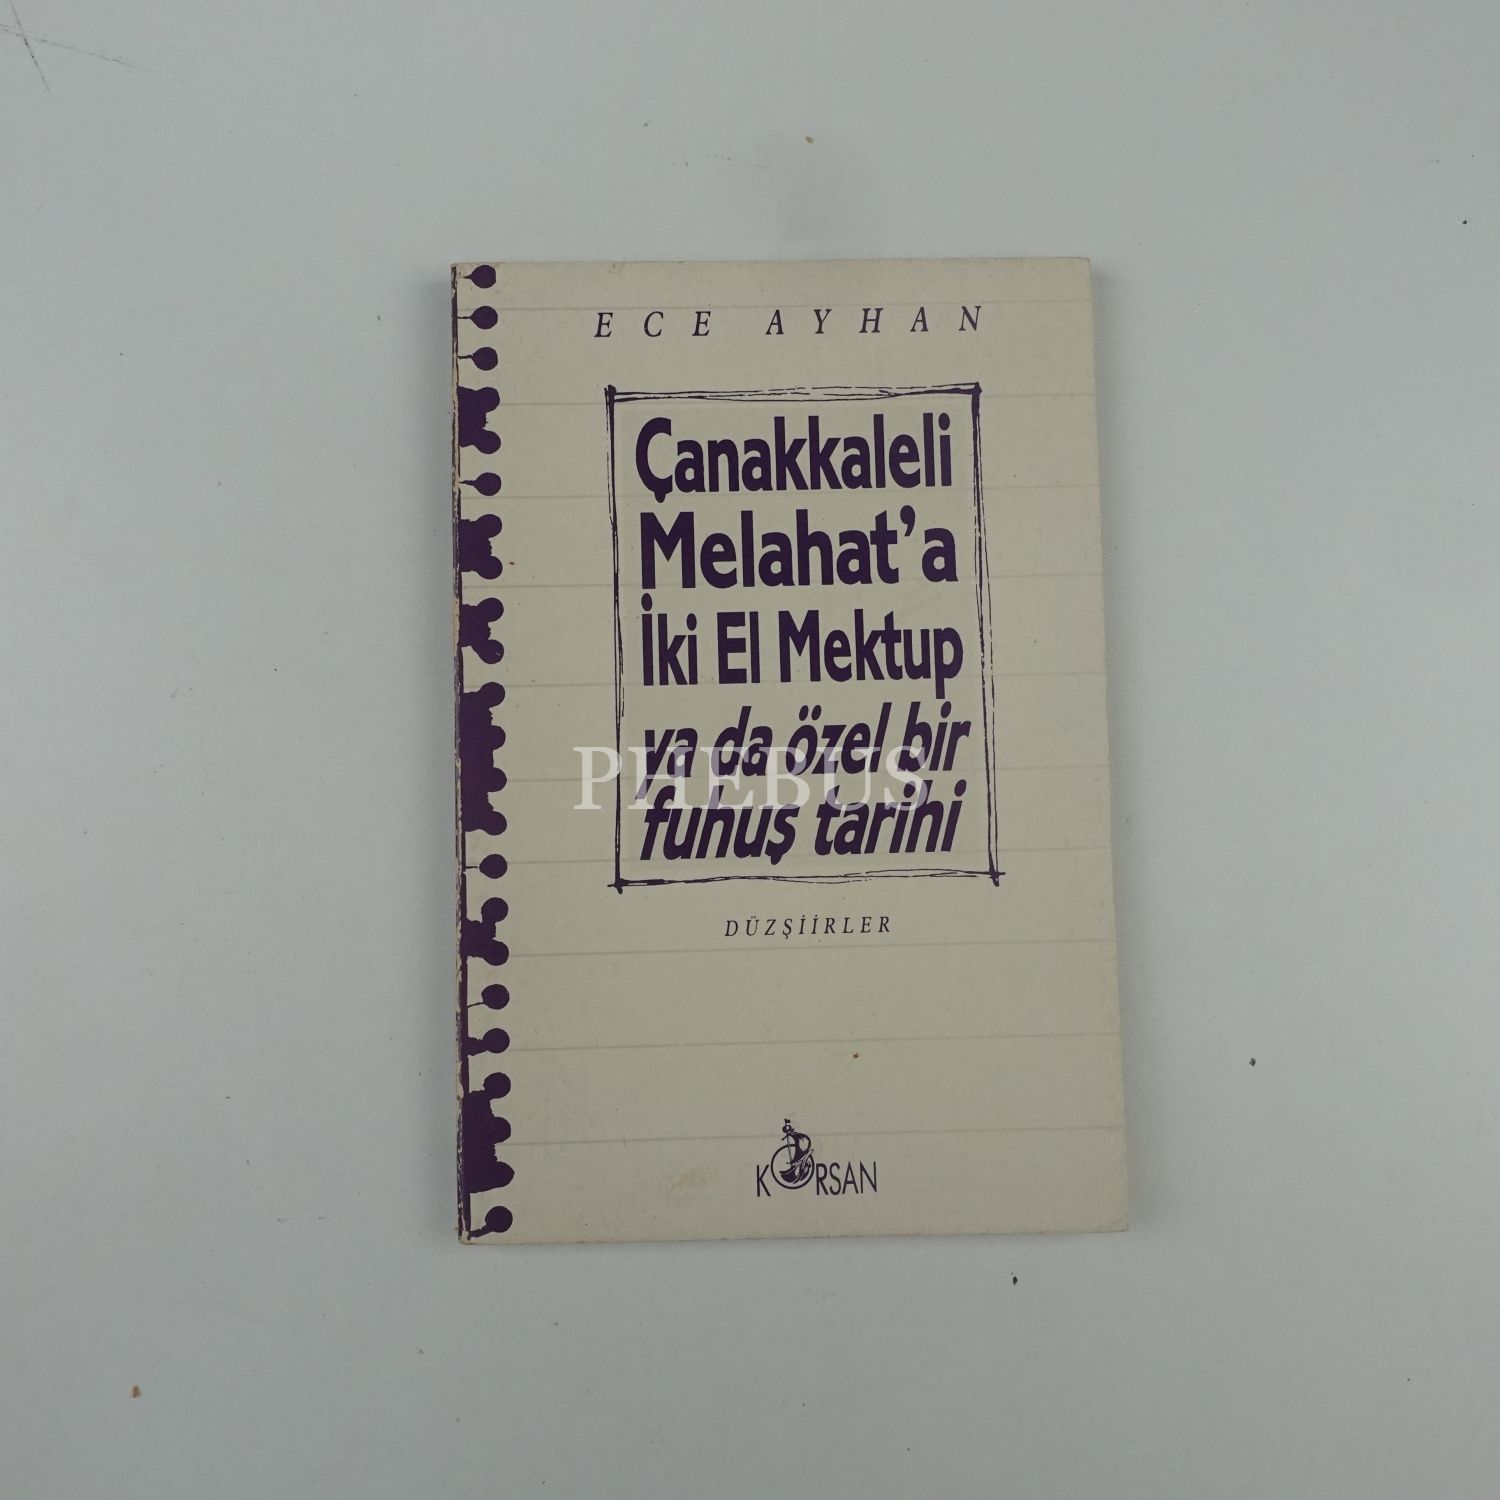 ECE AYHAN
Çanakkaleli
Melahat'a
İki El Mektup
ya da özel bir
PHEBUS
fuhuş tarihi
DÜZŞİİRLER
KORSAN